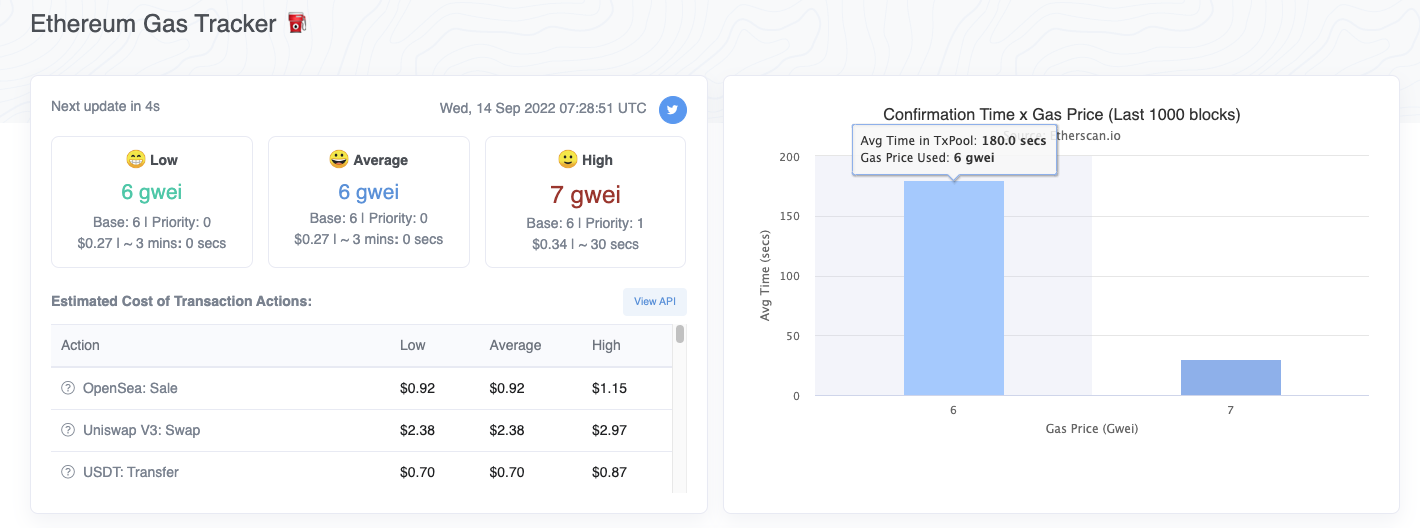 Ethereum Gas Tracker
Next update in 4s
Wed, 14 Sep 2022 07:28:51 UTC
Low
6 gwei
Base: 6 | Priority: 0
$0.27 | ~ 3 mins: 0 secs
Average
6 gwei
Base: 6 | Priority: 0
$0.27 | ~ 3 mins: 0 secs
High
7 gwei
Base: 6 | Priority: 1
$0.34 | ~ 30 secs
Estimated Cost of Transaction Actions:
View API
Action Low Average High
OpenSea: Sale $0.92 $0.92 $1.15
Uniswap V3: Swap $2.38 $2.38 $2.97
USDT: Transfer $0.70 $0.70 $0.87
Confirmation Time x Gas Price (Last 1000 blocks)
Source: Etherscan.io
Avg Time in TxPool: 180.0 secs
Gas Price Used: 6 gwei
Avg Time (secs)
200
150
100
50
0
6 7
Gas Price (Gwei)